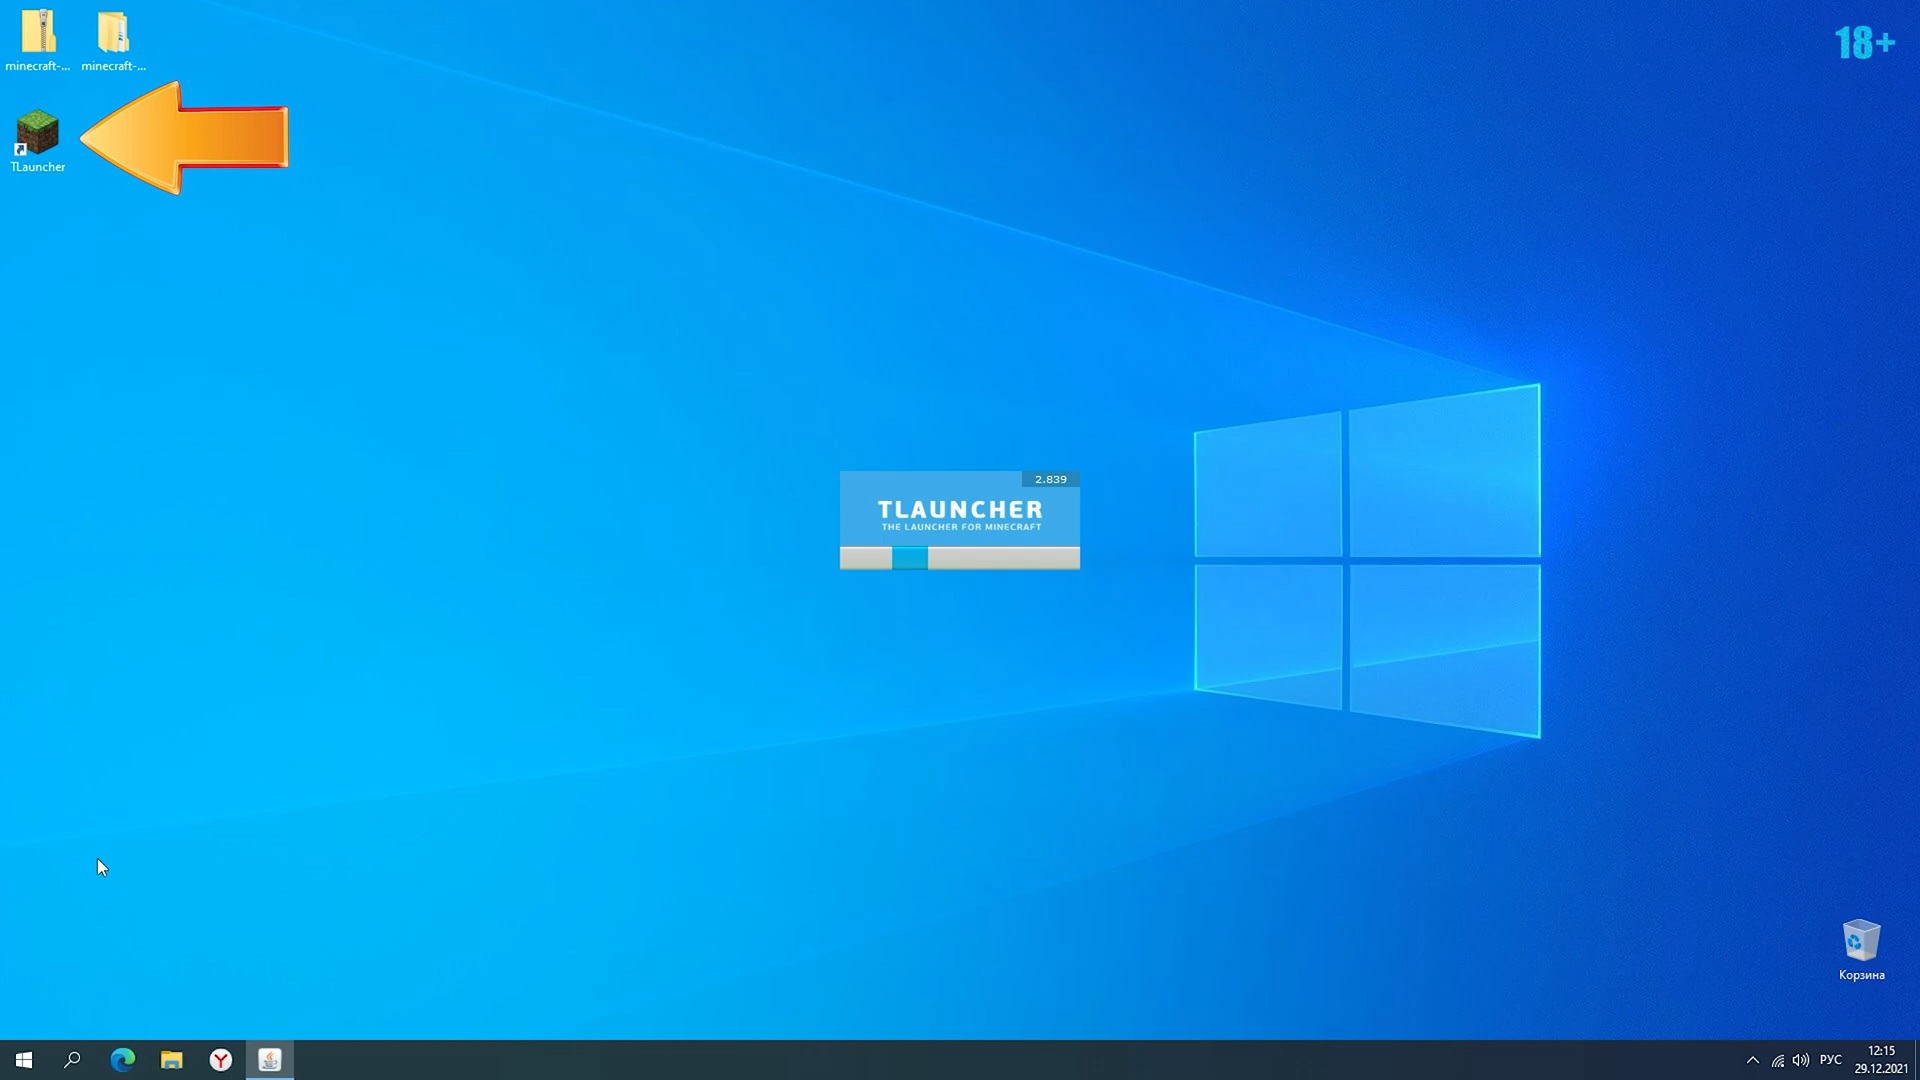 minecraft-...
minecraft-...
18+
TLauncher
2.839
TLAUNCHER
THE LAUNCHER FOR MINECRAFT
Корзина
РУС
12:15
29.12.2021